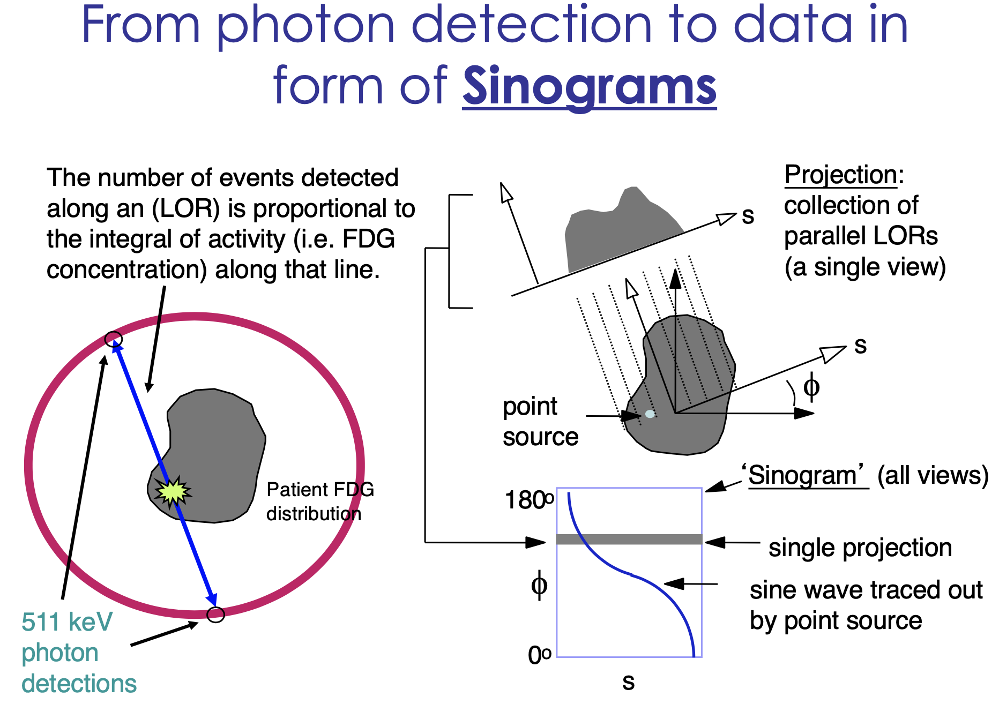 From photon detection to data in
form of Sinograms
The number of events detected
along an (LOR) is proportional to
the integral of activity (i.e. FDG
concentration) along that line.
Patient FDG
distribution
511 keV
photon
detections
Projection:
collection of
parallel LORs
(a single view)
s
s
ϕ
point
source
‘Sinogram’ (all views)
180º
single projection
ϕ
sine wave traced out
by point source
0º
s